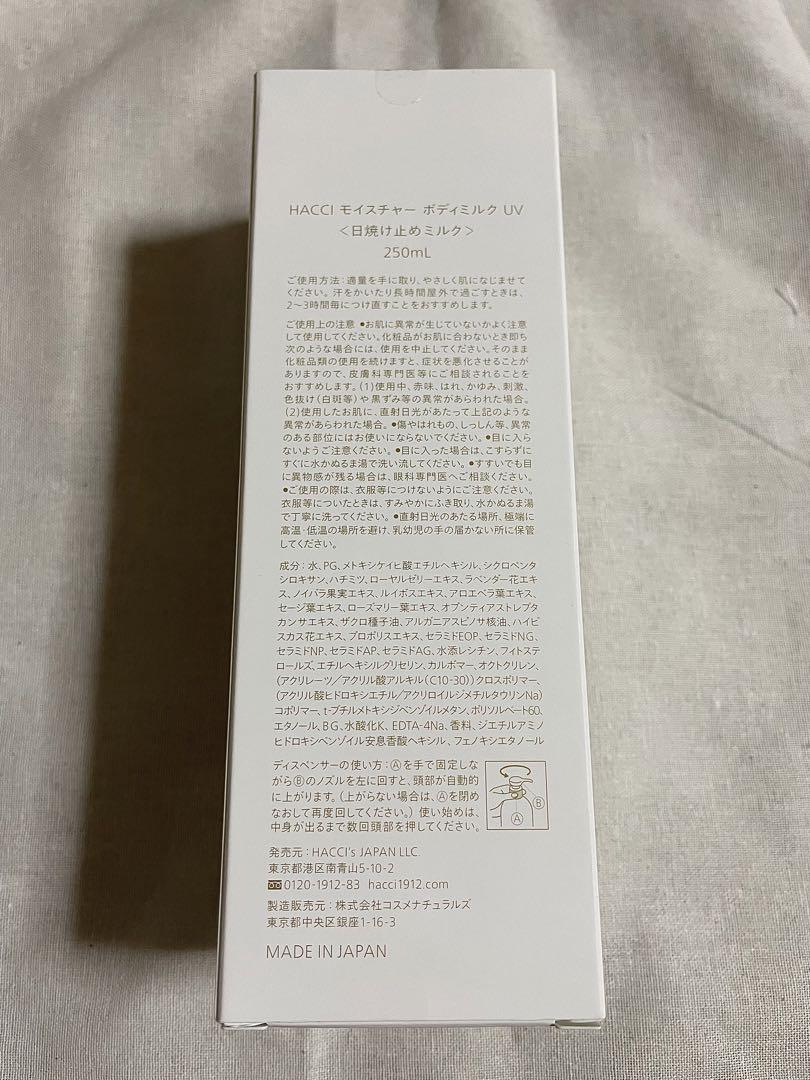 HACCI モイスチャー ボディミルク UV
＜日焼け止めミルク＞
250mL
ご使用方法：適量を手に取り、やさしく肌になじませて
ください。汗をかいたり長時間屋外で過ごすときは、
2～3時間毎につけ直すことをおすすめします。
ご使用上の注意 ●お肌に異常が生じていないかよく注意
して使用してください。化粧品がお肌に合わないとき即ち
次のような場合には、使用を中止してください。そのまま
化粧品類の使用を続けますと、症状を悪化させることが
ありますので、皮膚科専門医等にご相談されることを
おすすめします。(1)使用中、赤味、はれ、かゆみ、刺激、
色抜け(白斑等)や黒ずみ等の異常があらわれた場合。
(2)使用したお肌に、直射日光があたって上記のような
異常があらわれた場合。●傷やはれもの、しっしん等、異常
のある部位にはお使いにならないでください。●目に入ら
ないようご注意ください。●目に入った場合は、こすらずに
すぐに水かぬるま湯で洗い流してください。●すすいでも目
に異物感が残る場合は、眼科専門医へご相談ください。
●ご使用の際は、衣服等につけないようにご注意ください。
衣服等についたときは、すみやかにふき取り、水かぬるま湯
で丁寧に洗ってください。●直射日光のあたる場所、極端に
高温・低温の場所を避け、乳幼児の手の届かない所に保管
してください。
成分：水、PG、メトキシケイヒ酸エチルヘキシル、シクロペンタ
シロキサン、ハチミツ、ローヤルゼリーエキス、ラベンダー花エキ
ス、ノイバラ果実エキス、ルイボスエキス、アロエベラ葉エキス、
セージ葉エキス、ローズマリー葉エキス、オプンティアストレプタ
カンサエキス、ザクロ種子油、アルガニアスピノサ核油、ハイビ
スカス花エキス、プロポリスエキス、セラミドEOP、セラミドNG、
セラミドNP、セラミドAP、セラミドAG、水添レシチン、フィトステ
ロールズ、エチルヘキシルグリセリン、カルボマー、オクトクリレン、
(アクリレーツ/アクリル酸アルキル(C10-30))クロスポリマー、
(アクリル酸ヒドロキシエチル/アクリロイルジメチルタウリンNa)
コポリマー、t-ブチルメトキシジベンゾイルメタン、ポリソルベート60、
エタノール、BG、水酸化K、EDTA-4Na、香料、ジエチルアミノ
ヒドロキシベンゾイル安息香酸ヘキシル、フェノキシエタノール
ディスペンサーの使い方：Ⓐを手で固定しな
がらⒷのノズルを左に回すと、頭部が自動的
に上がります。(上がらない場合は、Ⓐを閉め
なおして再度回してください。) 使い始めは、
中身が出るまで数回頭部を押してください。
Ⓑ
Ⓐ
発売元：HACCI's JAPAN LLC.
東京都港区南青山5-10-2
0120-1912-83 hacci1912.com
製造販売元：株式会社コスメナチュラルズ
東京都中央区銀座1-16-3
MADE IN JAPAN